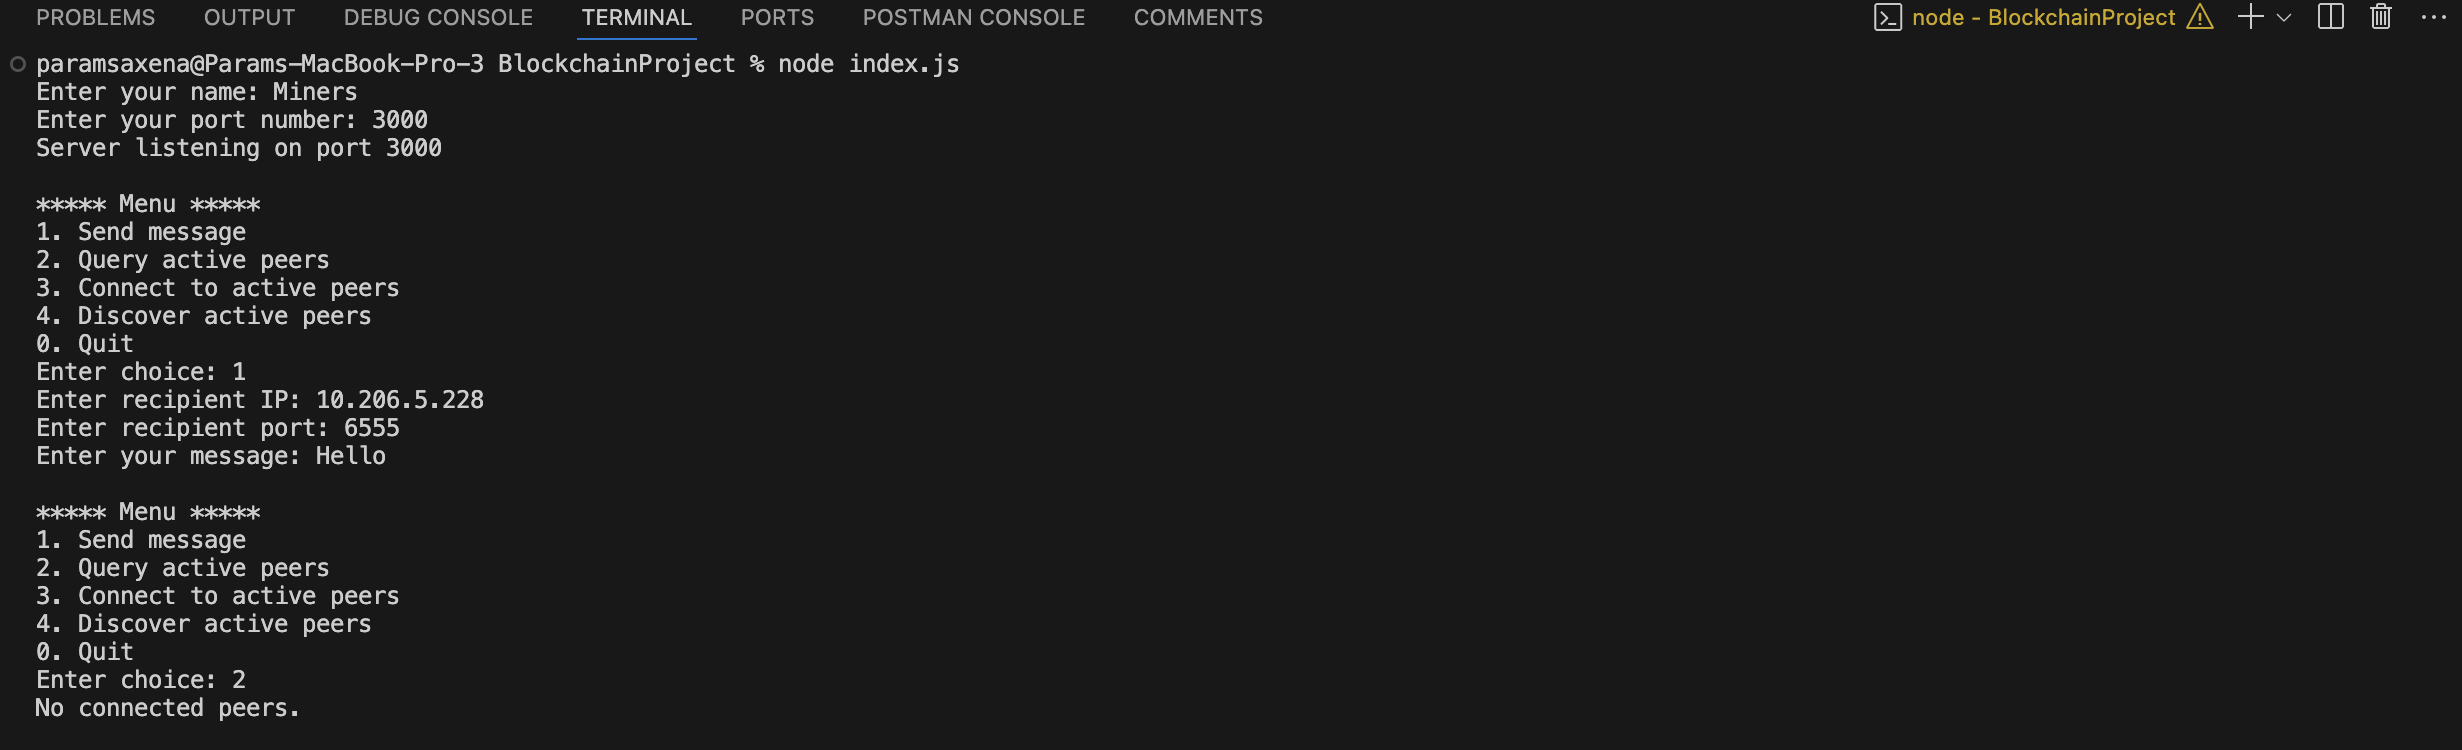 PROBLEMS OUTPUT DEBUG CONSOLE TERMINAL PORTS POSTMAN CONSOLE COMMENTS node - BlockchainProject
paramsaxena@Params-MacBook-Pro-3 BlockchainProject % node index.js
Enter your name: Miners
Enter your port number: 3000
Server listening on port 3000
***** Menu *****
1. Send message
2. Query active peers
3. Connect to active peers
4. Discover active peers
0. Quit
Enter choice: 1
Enter recipient IP: 10.206.5.228
Enter recipient port: 6555
Enter your message: Hello
***** Menu *****
1. Send message
2. Query active peers
3. Connect to active peers
4. Discover active peers
0. Quit
Enter choice: 2
No connected peers.